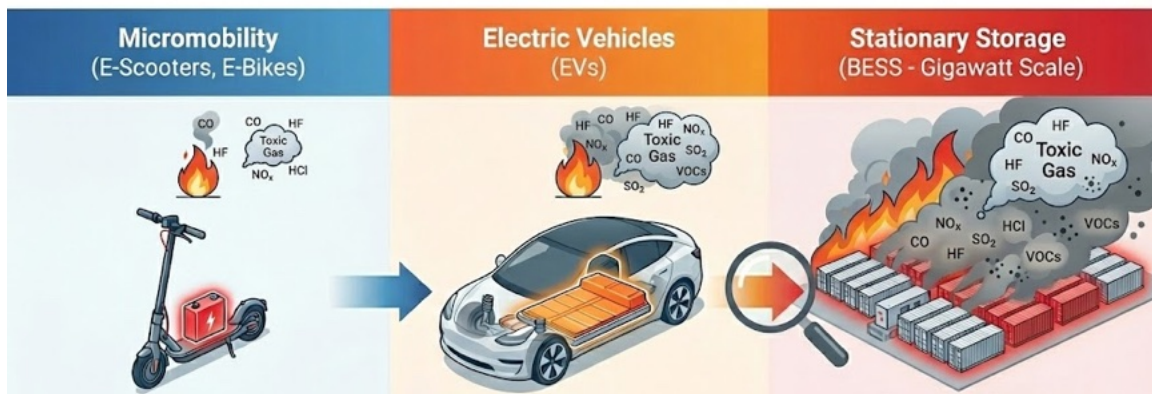 Micromobility
(E-Scooters, E-Bikes)
CO
HF
CO
HF
Toxic
Gas
NOx
HCl
Electric Vehicles
(EVs)
HF
CO
HF
NOx
HF
NOx
Toxic
Gas
SO2
CO
VOCs
SO2
Stationary Storage
(BESS - Gigawatt Scale)
HF
CO
Toxic
Gas
NOx
HF
SO2
NOx
HCl
VOCs
CO
SO2
HF
VOCs